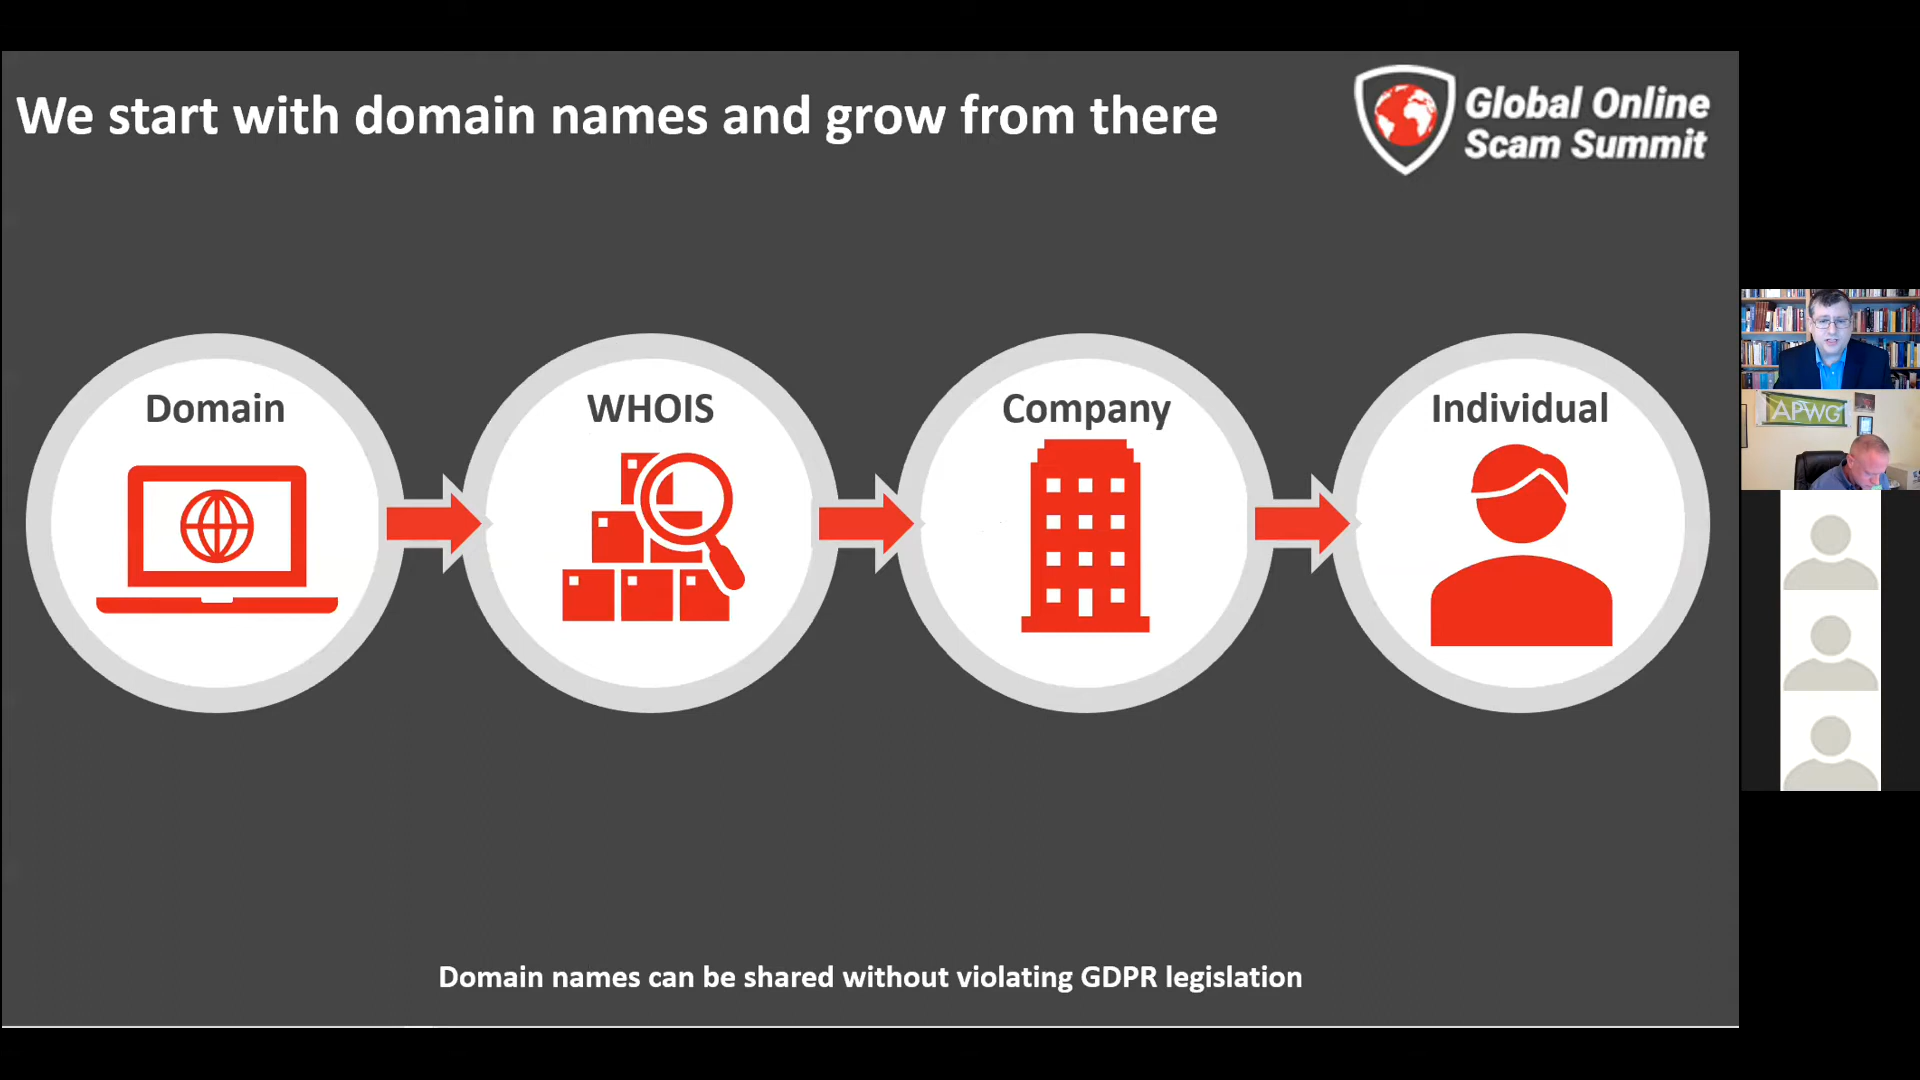 We start with domain names and grow from there
Global Online
Scam Summit
Domain
WHOIS
Company
Individual
APWG
Domain names can be shared without violating GDPR legislation